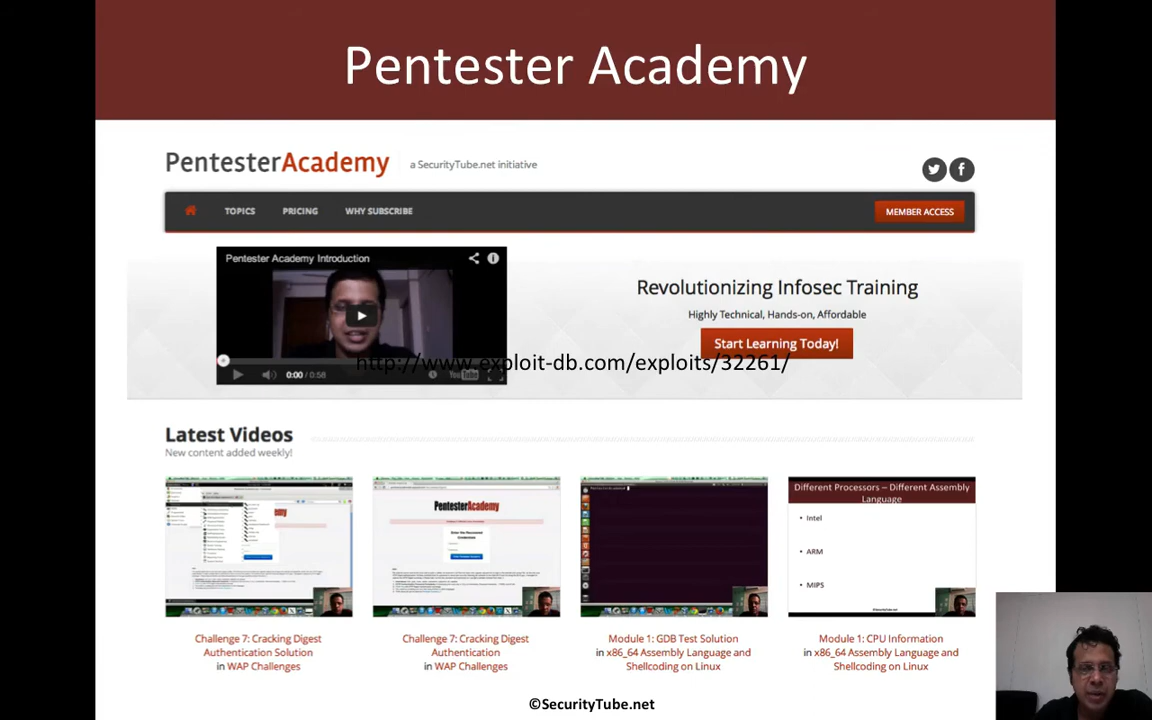 Pentester Academy
PentesterAcademy
a SecurityTube.net initiative
TOPICS
PRICING
WHY SUBSCRIBE
MEMBER ACCESS
Pentester Academy Introduction
Revolutionizing Infosec Training
Highly Technical, Hands-on, Affordable
Start Learning Today!
http://www.exploit-db.com/exploits/32261/
0:00 / 0:58
YouTube
Latest Videos
New content added weekly!
PentesterAcademy
Different Processors – Different Assembly
Language
• Intel
• ARM
• MIPS
Challenge 7: Cracking Digest
Authentication Solution
in WAP Challenges
Challenge 7: Cracking Digest
Authentication
in WAP Challenges
Module 1: GDB Test Solution
in x86_64 Assembly Language and
Shellcoding on Linux
Module 1: CPU Information
in x86_64 Assembly Language and
Shellcoding on Linux
©SecurityTube.net